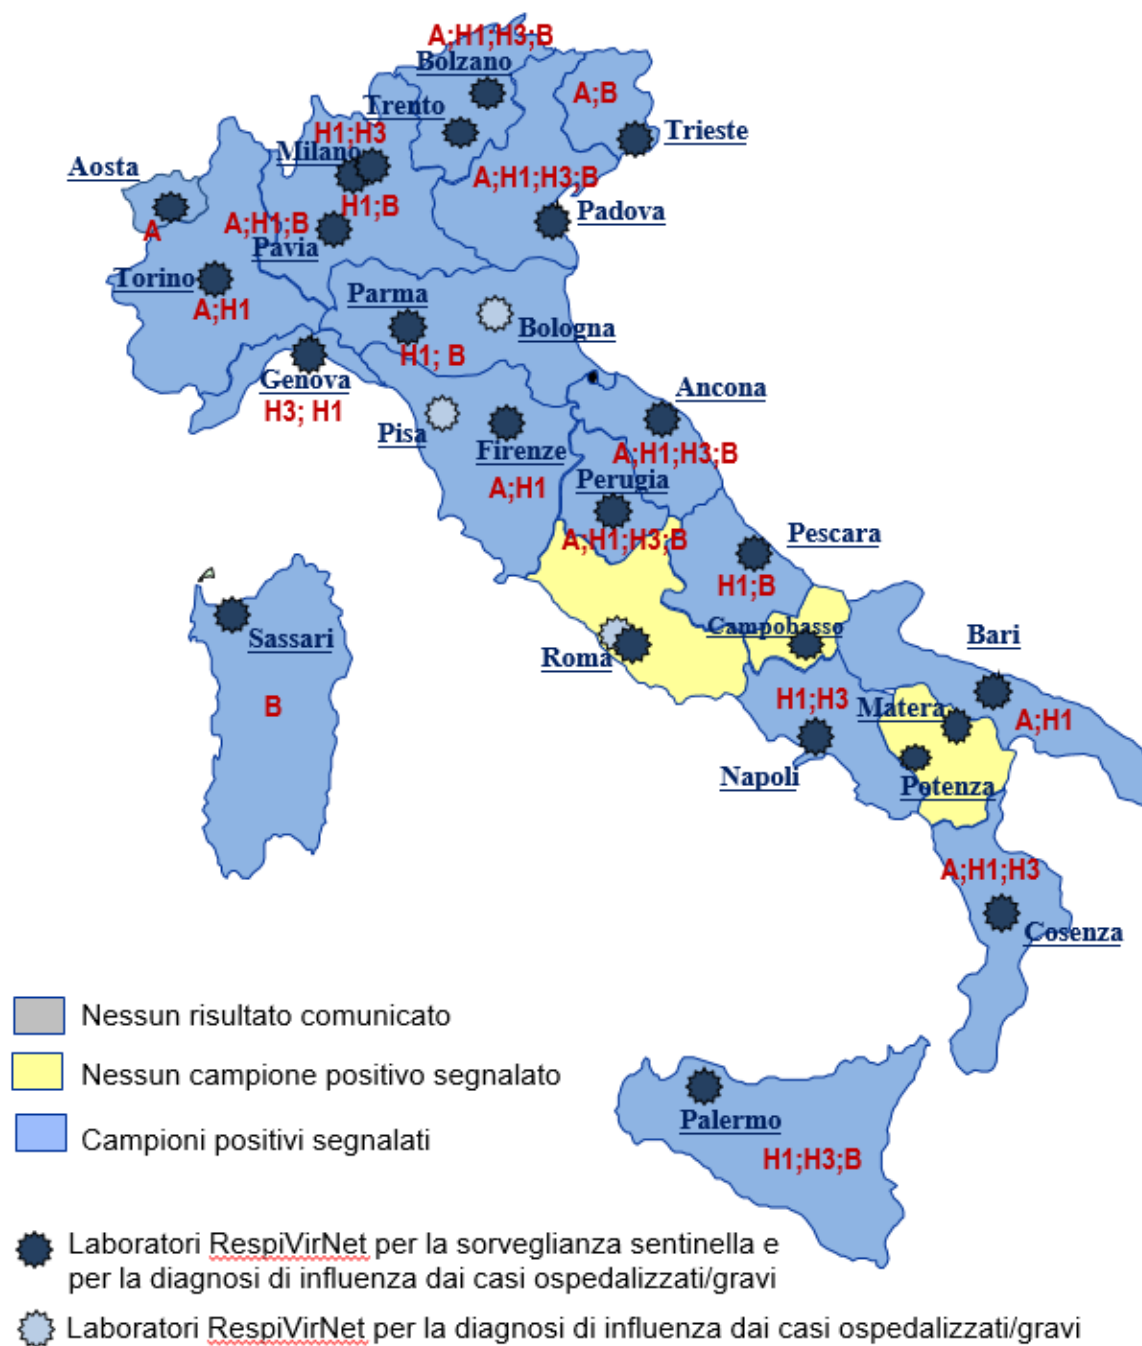 A;H1;H3;B
Bolzano
A;B
Trento
Trieste
H1;H3
Milano
Aosta
A;H1;H3;B
H1;B
Padova
A
A;H1;B
Pavia
Torino
A;H1
Parma
Bologna
H1; B
Genova
H3; H1
Ancona
Pisa
Firenze
A;H1;H3;B
Perugia
A;H1
A;H1;H3;B
Pescara
H1;B
Sassari
Campobasso
Bari
Roma
B
H1;H3
Matera
A;H1
Napoli
Potenza
A;H1;H3
Cosenza
Nessun risultato comunicato
Nessun campione positivo segnalato
Campioni positivi segnalati
Palermo
H1;H3;B
Laboratori RespiVirNet per la sorveglianza sentinella e
per la diagnosi di influenza dai casi ospedalizzati/gravi
Laboratori RespiVirNet per la diagnosi di influenza dai casi ospedalizzati/gravi